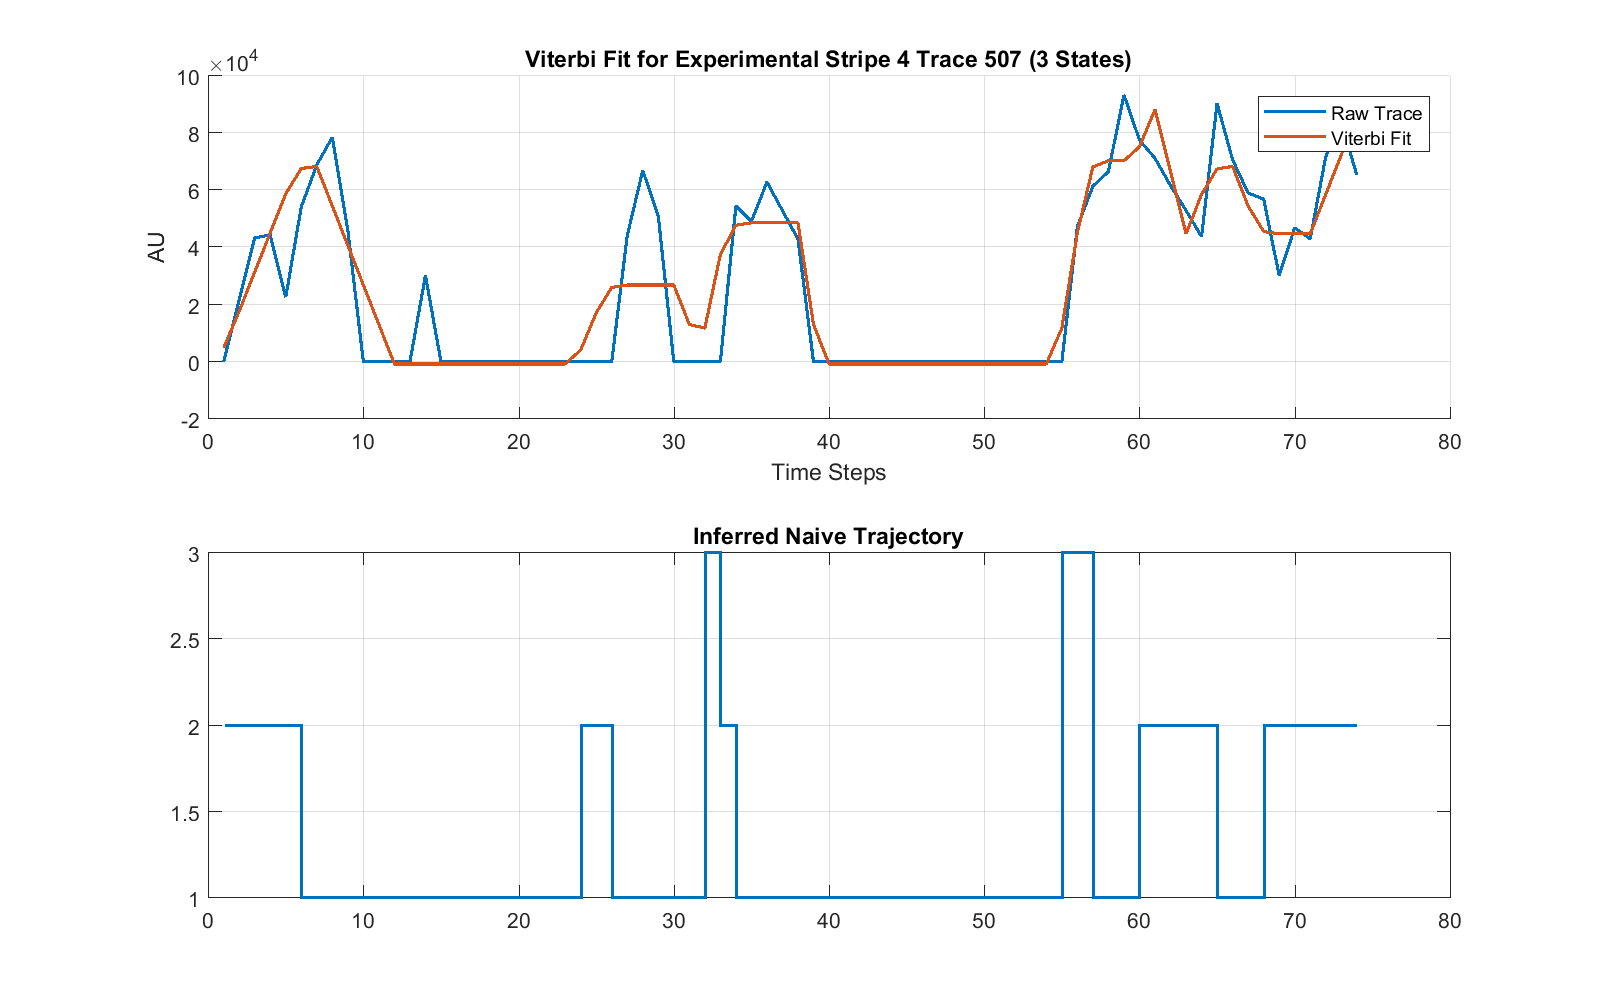 Viterbi Fit for Experimental Stripe 4 Trace 507 (3 States)
×10^4
10
8
6
4
2
0
-2
AU
0 10 20 30 40 50 60 70 80
Time Steps
Raw Trace
Viterbi Fit
Inferred Naive Trajectory
3
2.5
2
1.5
1
0 10 20 30 40 50 60 70 80